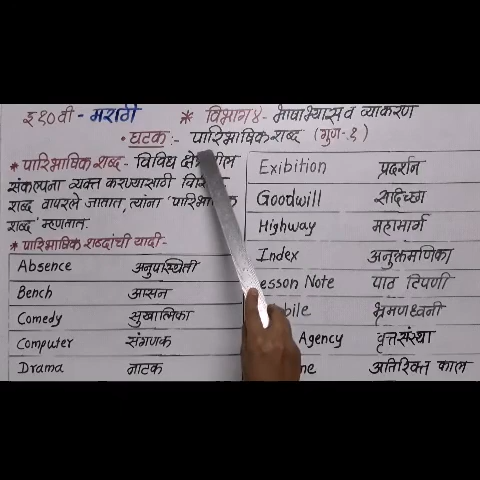 इ१०वी - मराठी * विभाग ४- भाषाभ्यास व व्याकरण
• घटक :- पारिभाषिक शब्द (गुण-१)
* पारिभाषिक शब्द - विविध
संकल्पना व्यक्त करण्यासाठी
शब्द वापरले जातात, त्यांना
शब्द' म्हणतात.
* पारिभाषिक शब्दांची यादी-
Absence अनुपस्थिती
Bench आसन
Comedy सुखात्मिका
Computer संगणक
Drama नाटक
Exibition प्रदर्शन
Goodwill सदिच्छा
Highway महामार्ग
Index अनुक्रमणिका
esson Note पाठ टिपणी
bile भ्रमणध्वनी
Agency वृत्तसंस्था
अतिरिक्त काल